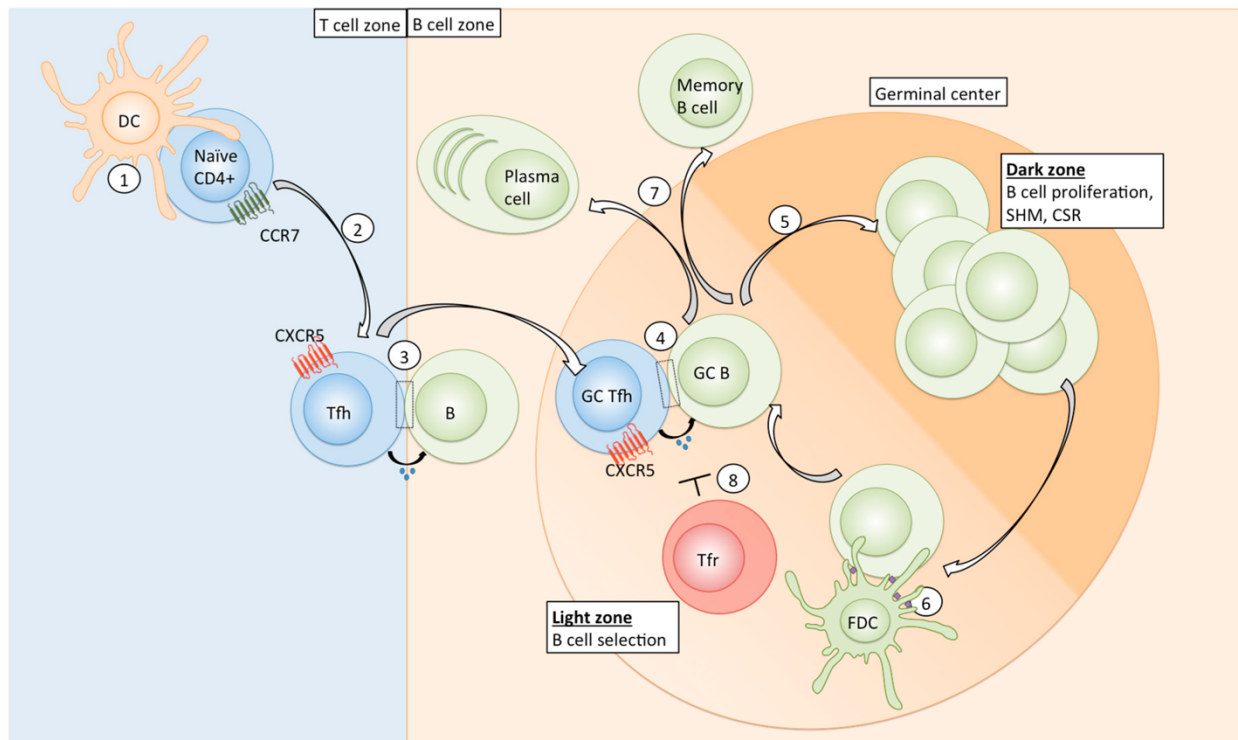 T cell zone
B cell zone
DC
1
Naïve
CD4+
CCR7
2
CXCR5
3
Tfh
B
Plasma
cell
Memory
B cell
7
Germinal center
Dark zone
B cell proliferation,
SHM, CSR
5
4
GC Tfh
GC B
CXCR5
8
Tfr
Light zone
B cell selection
6
FDC